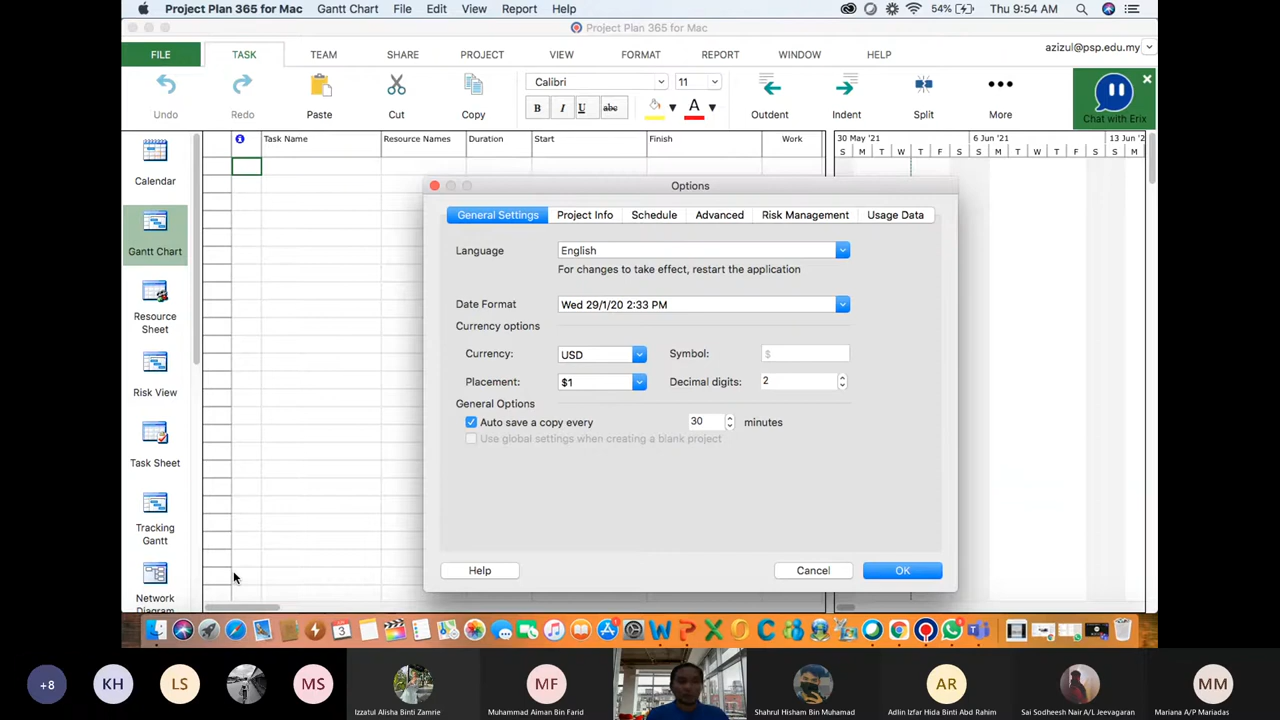 Project Plan 365 for Mac Gantt Chart File Edit View Report Help 54% Thu 9:54 AM
Project Plan 365 for Mac
FILE TASK TEAM SHARE PROJECT VIEW FORMAT REPORT WINDOW HELP azizul@psp.edu.my
Calibri 11
B I U abc A
Undo Redo Paste Cut Copy Outdent Indent Split More Chat with Erix
Task Name Resource Names Duration Start Finish Work 30 May '21 6 Jun '21 13 Jun '2
S M T W T F S S M T W T F S S M
Calendar
Gantt Chart
Resource
Sheet
Risk View
Task Sheet
Tracking
Gantt
Network
Diagram
Options
General Settings Project Info Schedule Advanced Risk Management Usage Data
Language English
For changes to take effect, restart the application
Date Format Wed 29/1/20 2:33 PM
Currency options
Currency: USD Symbol: $
Placement: $1 Decimal digits: 2
General Options
Auto save a copy every 30 minutes
Use global settings when creating a blank project
Help Cancel OK
3
+8 KH LS MS MF AR MM
Izzatul Alisha Binti Zamrie Muhammad Aiman Bin Farid Shahrul Hisham Bin Muhamad Adlin Izfar Hida Binti Abd Rahim Sai Sodheesh Nair A/L Jeevagaran Mariana A/P Mariadas